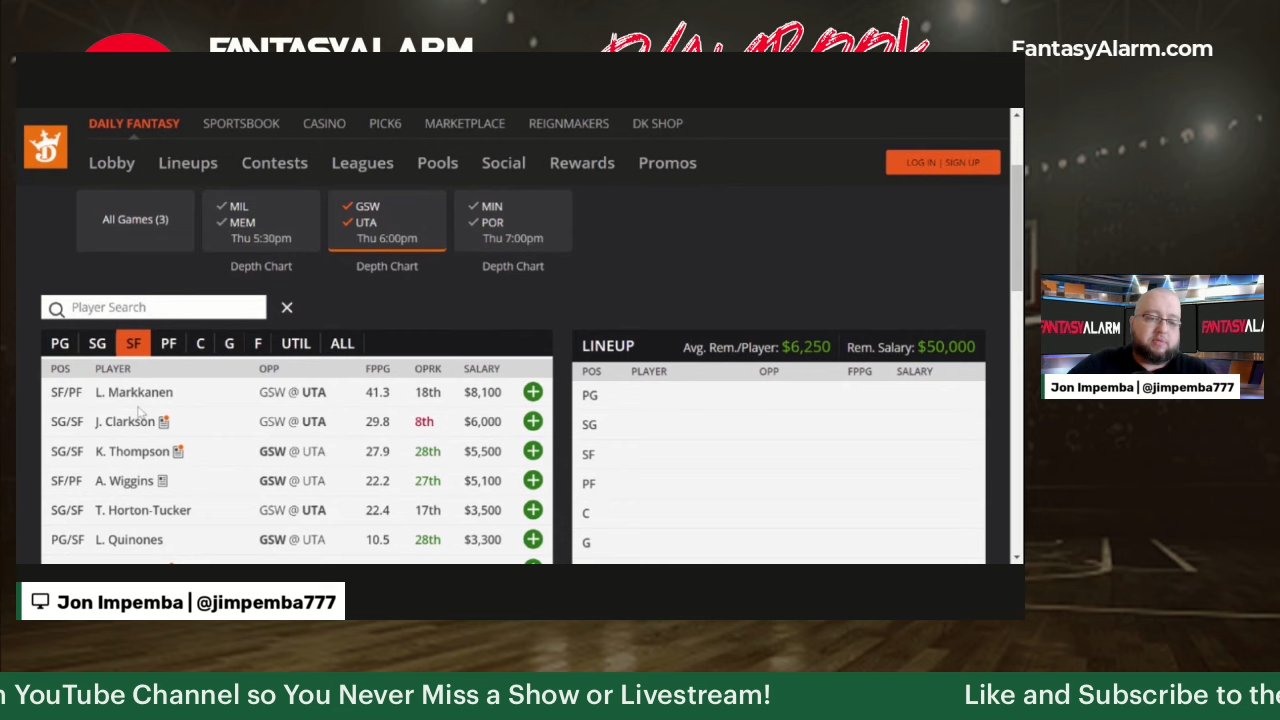 FANTASYALARM
PLAYBOOK
FantasyAlarm.com
DAILY FANTASY SPORTSBOOK CASINO PICK6 MARKETPLACE REIGNMAKERS DK SHOP
Lobby Lineups Contests Leagues Pools Social Rewards Promos
LOG IN | SIGN UP
All Games (3)
MIL
MEM
Thu 5:30pm
GSW
UTA
Thu 6:00pm
MIN
POR
Thu 7:00pm
Depth Chart Depth Chart Depth Chart
Player Search
PG SG SF PF C G F UTIL ALL
POS PLAYER OPP FPPG OPRK SALARY
SF/PF L. Markkanen GSW @ UTA 41.3 18th $8,100
SG/SF J. Clarkson GSW @ UTA 29.8 8th $6,000
SG/SF K. Thompson GSW @ UTA 27.9 28th $5,500
SF/PF A. Wiggins GSW @ UTA 22.2 27th $5,100
SG/SF T. Horton-Tucker GSW @ UTA 22.4 17th $3,500
PG/SF L. Quinones GSW @ UTA 10.5 28th $3,300
LINEUP Avg. Rem./Player: $6,250 Rem. Salary: $50,000
POS PLAYER OPP FPPG SALARY
PG
SG
SF
PF
C
G
FANTASYALARM FANTASYALA
Jon Impemba | @jimpemba777
Jon Impemba | @jimpemba777
n YouTube Channel so You Never Miss a Show or Livestream! Like and Subscribe to the